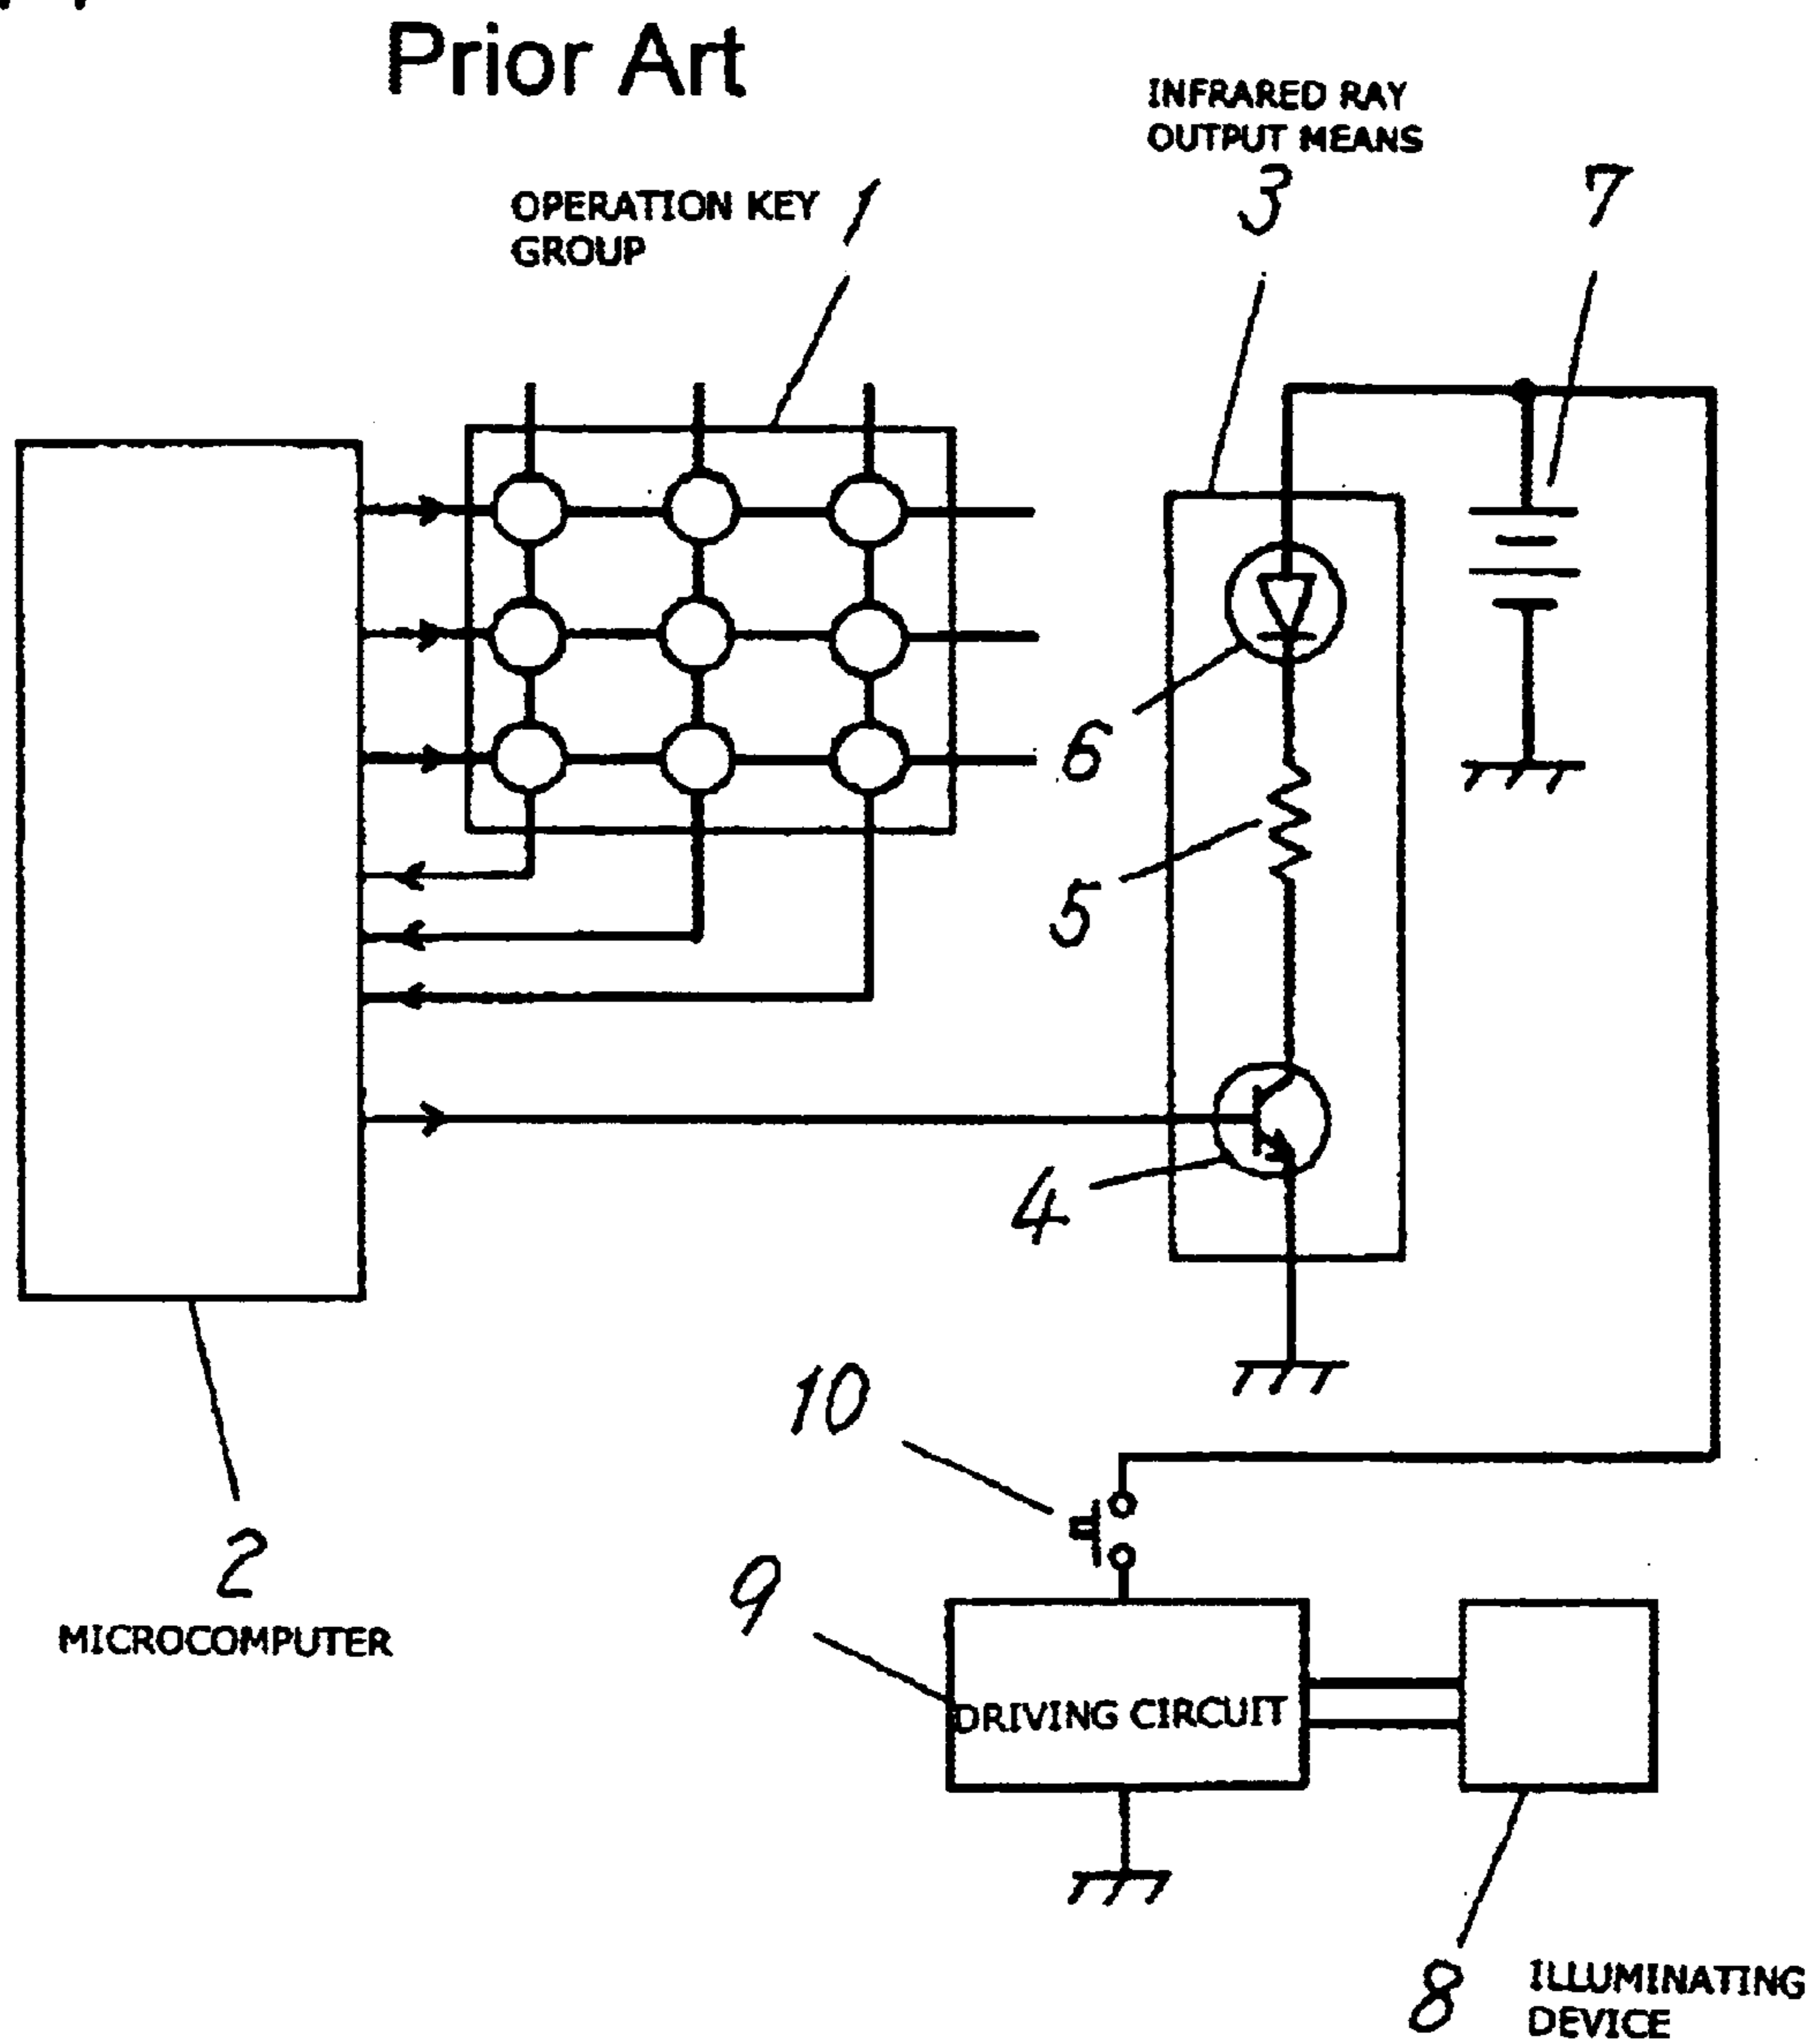 Prior Art
INFRARED RAY
OUTPUT MEANS
3
7
OPERATION KEY
GROUP
1
6
5
4
10
2
MICROCOMPUTER
9
DRIVING CIRCUIT
8
ILLUMINATING
DEVICE